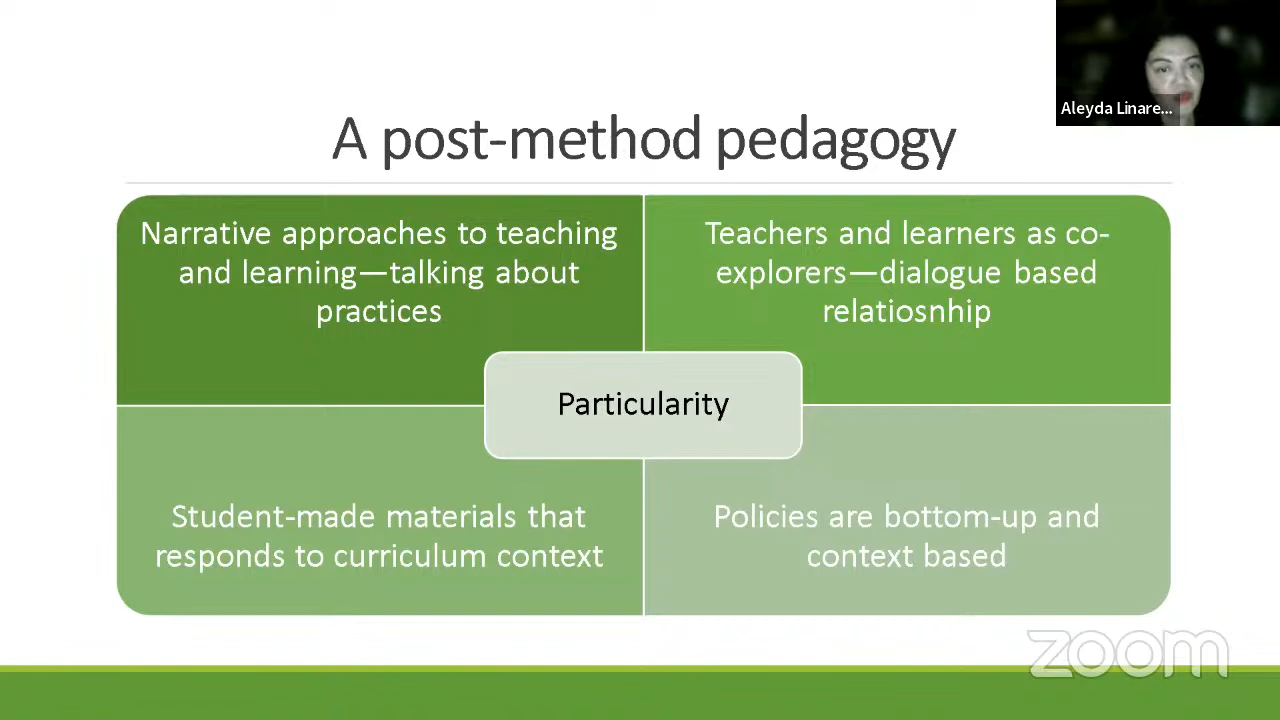 Aleyda Linare...
A post-method pedagogy
Narrative approaches to teaching
and learning—talking about
practices
Teachers and learners as co-
explorers—dialogue based
relatiosnhip
Particularity
Student-made materials that
responds to curriculum context
Policies are bottom-up and
context based
zoom